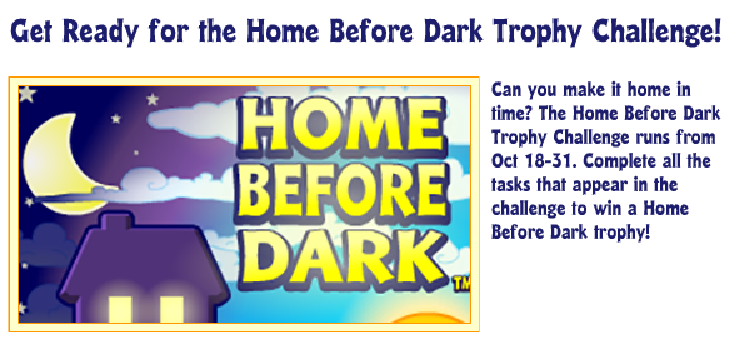 Get Ready for the Home Before Dark Trophy Challenge!
HOME
BEFORE
DARK™
Can you make it home in
time? The Home Before Dark
Trophy Challenge runs from
Oct 18-31. Complete all the
tasks that appear in the
challenge to win a Home
Before Dark trophy!